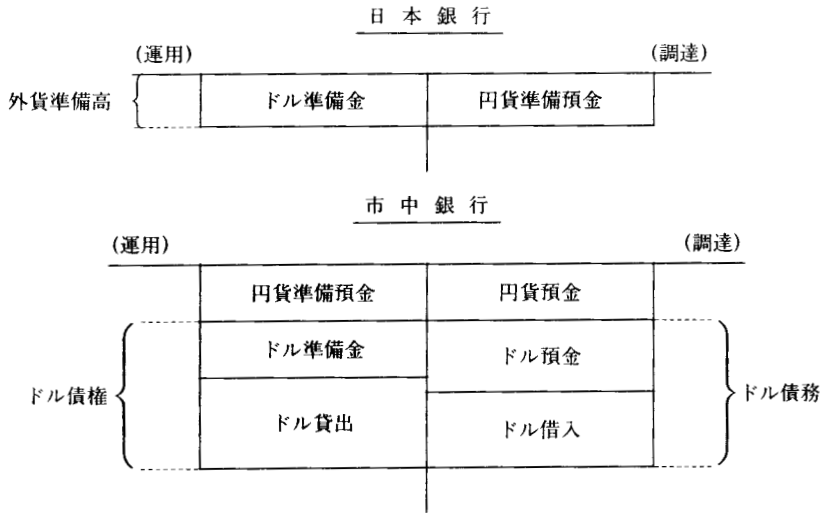 日本銀行
(運用) (調達)
外貨準備高 ドル準備金 円貨準備預金
市中銀行
(運用) (調達)
円貨準備預金 円貨預金
ドル準備金 ドル預金
ドル債権 ドル債務
ドル貸出 ドル借入